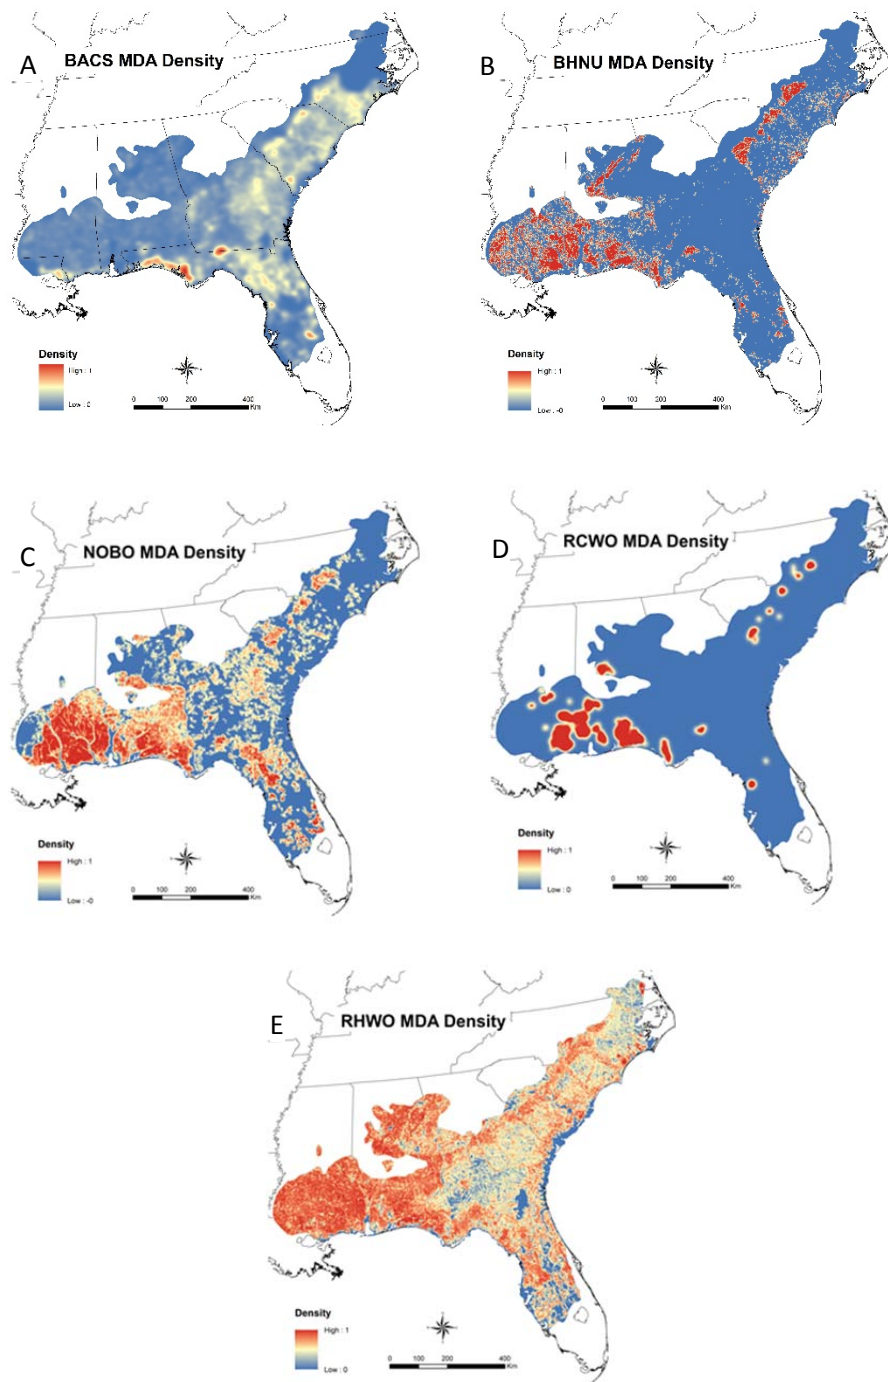 A
BACS MDA Density
Density
High : 1
Low : 0
0 100 200 400
Km
B
BHNU MDA Density
Density
High : 1
Low : -0
0 100 200 400
Km
C
NOBO MDA Density
Density
High : 1
Low : -0
0 100 200 400
Km
D
RCWO MDA Density
Density
High : 1
Low : 0
0 100 200 400
Km
E
RHWO MDA Density
Density
High : 1
Low : 0
0 100 200 400
Km